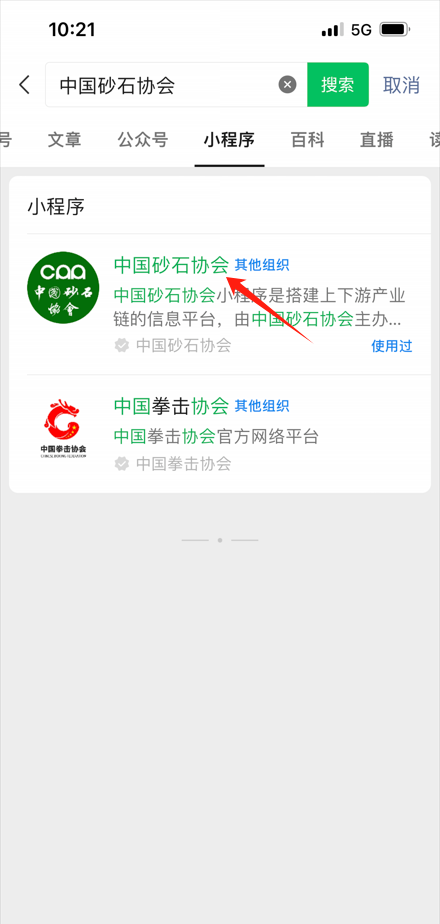 10:21
5G
中国砂石协会
搜索
取消
号
文章
公众号
小程序
百科
直播
读
小程序
CAA
中国砂石
協會
中国砂石协会 其他组织
中国砂石协会小程序是搭建上下游产业
链的信息平台，由中国砂石协会主办...
中国砂石协会
使用过
中国拳击协会
中国拳击协会 其他组织
中国拳击协会官方网络平台
中国拳击协会